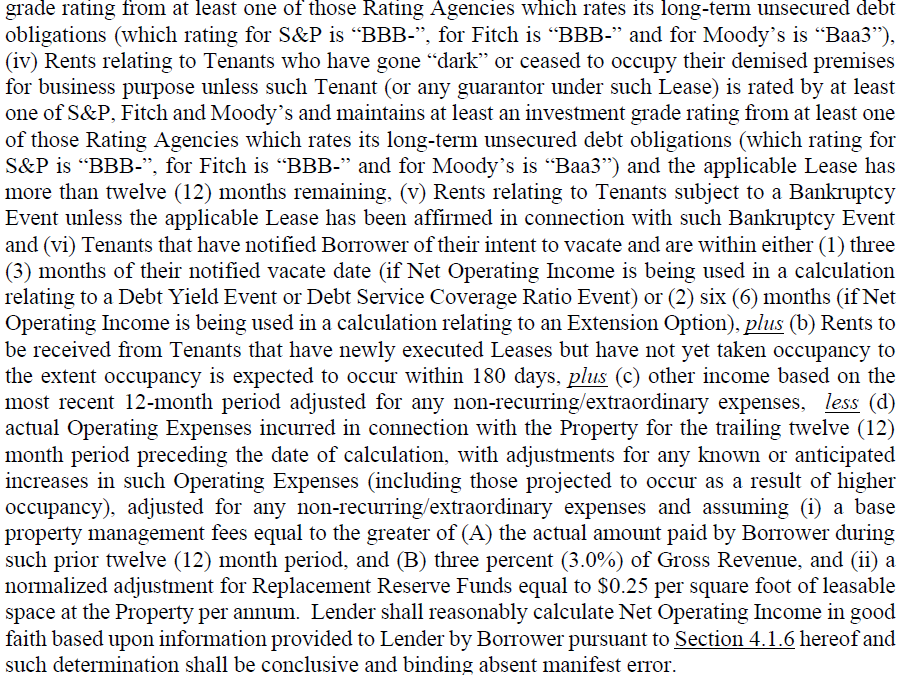 grade rating from at least one of those Rating Agencies which rates its long-term unsecured debt
obligations (which rating for S&P is “BBB-”, for Fitch is “BBB-” and for Moody’s is “Baa3”),
(iv) Rents relating to Tenants who have gone “dark” or ceased to occupy their demised premises
for business purpose unless such Tenant (or any guarantor under such Lease) is rated by at least
one of S&P, Fitch and Moody’s and maintains at least an investment grade rating from at least one
of those Rating Agencies which rates its long-term unsecured debt obligations (which rating for
S&P is “BBB-”, for Fitch is “BBB-” and for Moody’s is “Baa3”) and the applicable Lease has
more than twelve (12) months remaining, (v) Rents relating to Tenants subject to a Bankruptcy
Event unless the applicable Lease has been affirmed in connection with such Bankruptcy Event
and (vi) Tenants that have notified Borrower of their intent to vacate and are within either (1) three
(3) months of their notified vacate date (if Net Operating Income is being used in a calculation
relating to a Debt Yield Event or Debt Service Coverage Ratio Event) or (2) six (6) months (if Net
Operating Income is being used in a calculation relating to an Extension Option), plus (b) Rents to
be received from Tenants that have newly executed Leases but have not yet taken occupancy to
the extent occupancy is expected to occur within 180 days, plus (c) other income based on the
most recent 12-month period adjusted for any non-recurring/extraordinary expenses, less (d)
actual Operating Expenses incurred in connection with the Property for the trailing twelve (12)
month period preceding the date of calculation, with adjustments for any known or anticipated
increases in such Operating Expenses (including those projected to occur as a result of higher
occupancy), adjusted for any non-recurring/extraordinary expenses and assuming (i) a base
property management fees equal to the greater of (A) the actual amount paid by Borrower during
such prior twelve (12) month period, and (B) three percent (3.0%) of Gross Revenue, and (ii) a
normalized adjustment for Replacement Reserve Funds equal to $0.25 per square foot of leasable
space at the Property per annum. Lender shall reasonably calculate Net Operating Income in good
faith based upon information provided to Lender by Borrower pursuant to Section 4.1.6 hereof and
such determination shall be conclusive and binding absent manifest error.